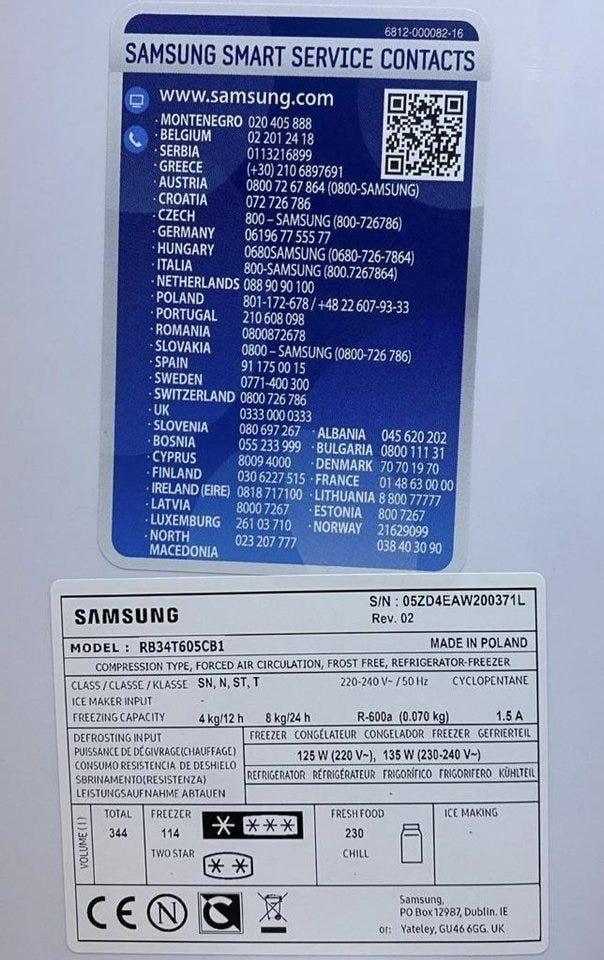 6812-000082-16
SAMSUNG SMART SERVICE CONTACTS
www.samsung.com
· MONTENEGRO 020 405 888
· BELGIUM 02 201 24 18
· SERBIA 0113216899
· GREECE (+30) 210 6897691
· AUSTRIA 0800 72 67 864 (0800-SAMSUNG)
· CROATIA 072 726 786
· CZECH 800 – SAMSUNG (800-726786)
· GERMANY 06196 77 555 77
· HUNGARY 0680SAMSUNG (0680-726-7864)
· ITALIA 800-SAMSUNG (800.7267864)
· NETHERLANDS 088 90 90 100
· POLAND 801-172-678 / +48 22 607-93-33
· PORTUGAL 210 608 098
· ROMANIA 0800872678
· SLOVAKIA 0800 – SAMSUNG (0800-726 786)
· SPAIN 91 175 00 15
· SWEDEN 0771-400 300
· SWITZERLAND 0800 726 786
· UK 0333 000 0333
· SLOVENIA 080 697 267 · ALBANIA 045 620 202
· BOSNIA 055 233 999 · BULGARIA 0800 111 31
· CYPRUS 8009 4000 · DENMARK 70 70 19 70
· FINLAND 030 6227 515 · FRANCE 01 48 63 00 00
· IRELAND (EIRE) 0818 717100 · LITHUANIA 8 800 77777
· LATVIA 8000 7267 · ESTONIA 800 7267
· LUXEMBURG 261 03 710 · NORWAY 21629099
· NORTH 023 207 777 038 40 30 90
MACEDONIA
SAMSUNG S/N : 05ZD4EAW200371L
Rev. 02
MODEL : RB34T605CB1 MADE IN POLAND
COMPRESSION TYPE, FORCED AIR CIRCULATION, FROST FREE, REFRIGERATOR-FREEZER
CLASS / CLASSE / KLASSE SN, N, ST, T 220-240 V~ / 50 Hz CYCLOPENTANE
ICE MAKER INPUT -
FREEZING CAPACITY 4 kg/12 h 8 kg/24 h R-600a (0.070 kg) 1.5 A
DEFROSTING INPUT FREEZER CONGÉLATEUR CONGELADOR FREEZER GEFRIERTEIL
PUISSANCE DE DÉGIVRAGE(CHAUFFAGE) 125 W (220 V~), 135 W (230-240 V~)
CONSUMO RESISTENCIA DE DESHIELO
SBRINAMENTO(RESISTENZA) REFRIGERATOR RÉFRIGÉRATEUR FRIGORÍFICO FRIGORIFERO KÜHLTEIL
LEISTUNGSAUFNAHME ABTAUEN -
VOLUME ( l ) TOTAL FREEZER FRESH FOOD ICE MAKING
344 114 230 -
TWO STAR CHILL
CE N
Samsung,
PO Box 12987, Dublin. IE
or: Yateley, GU46 6GG. UK